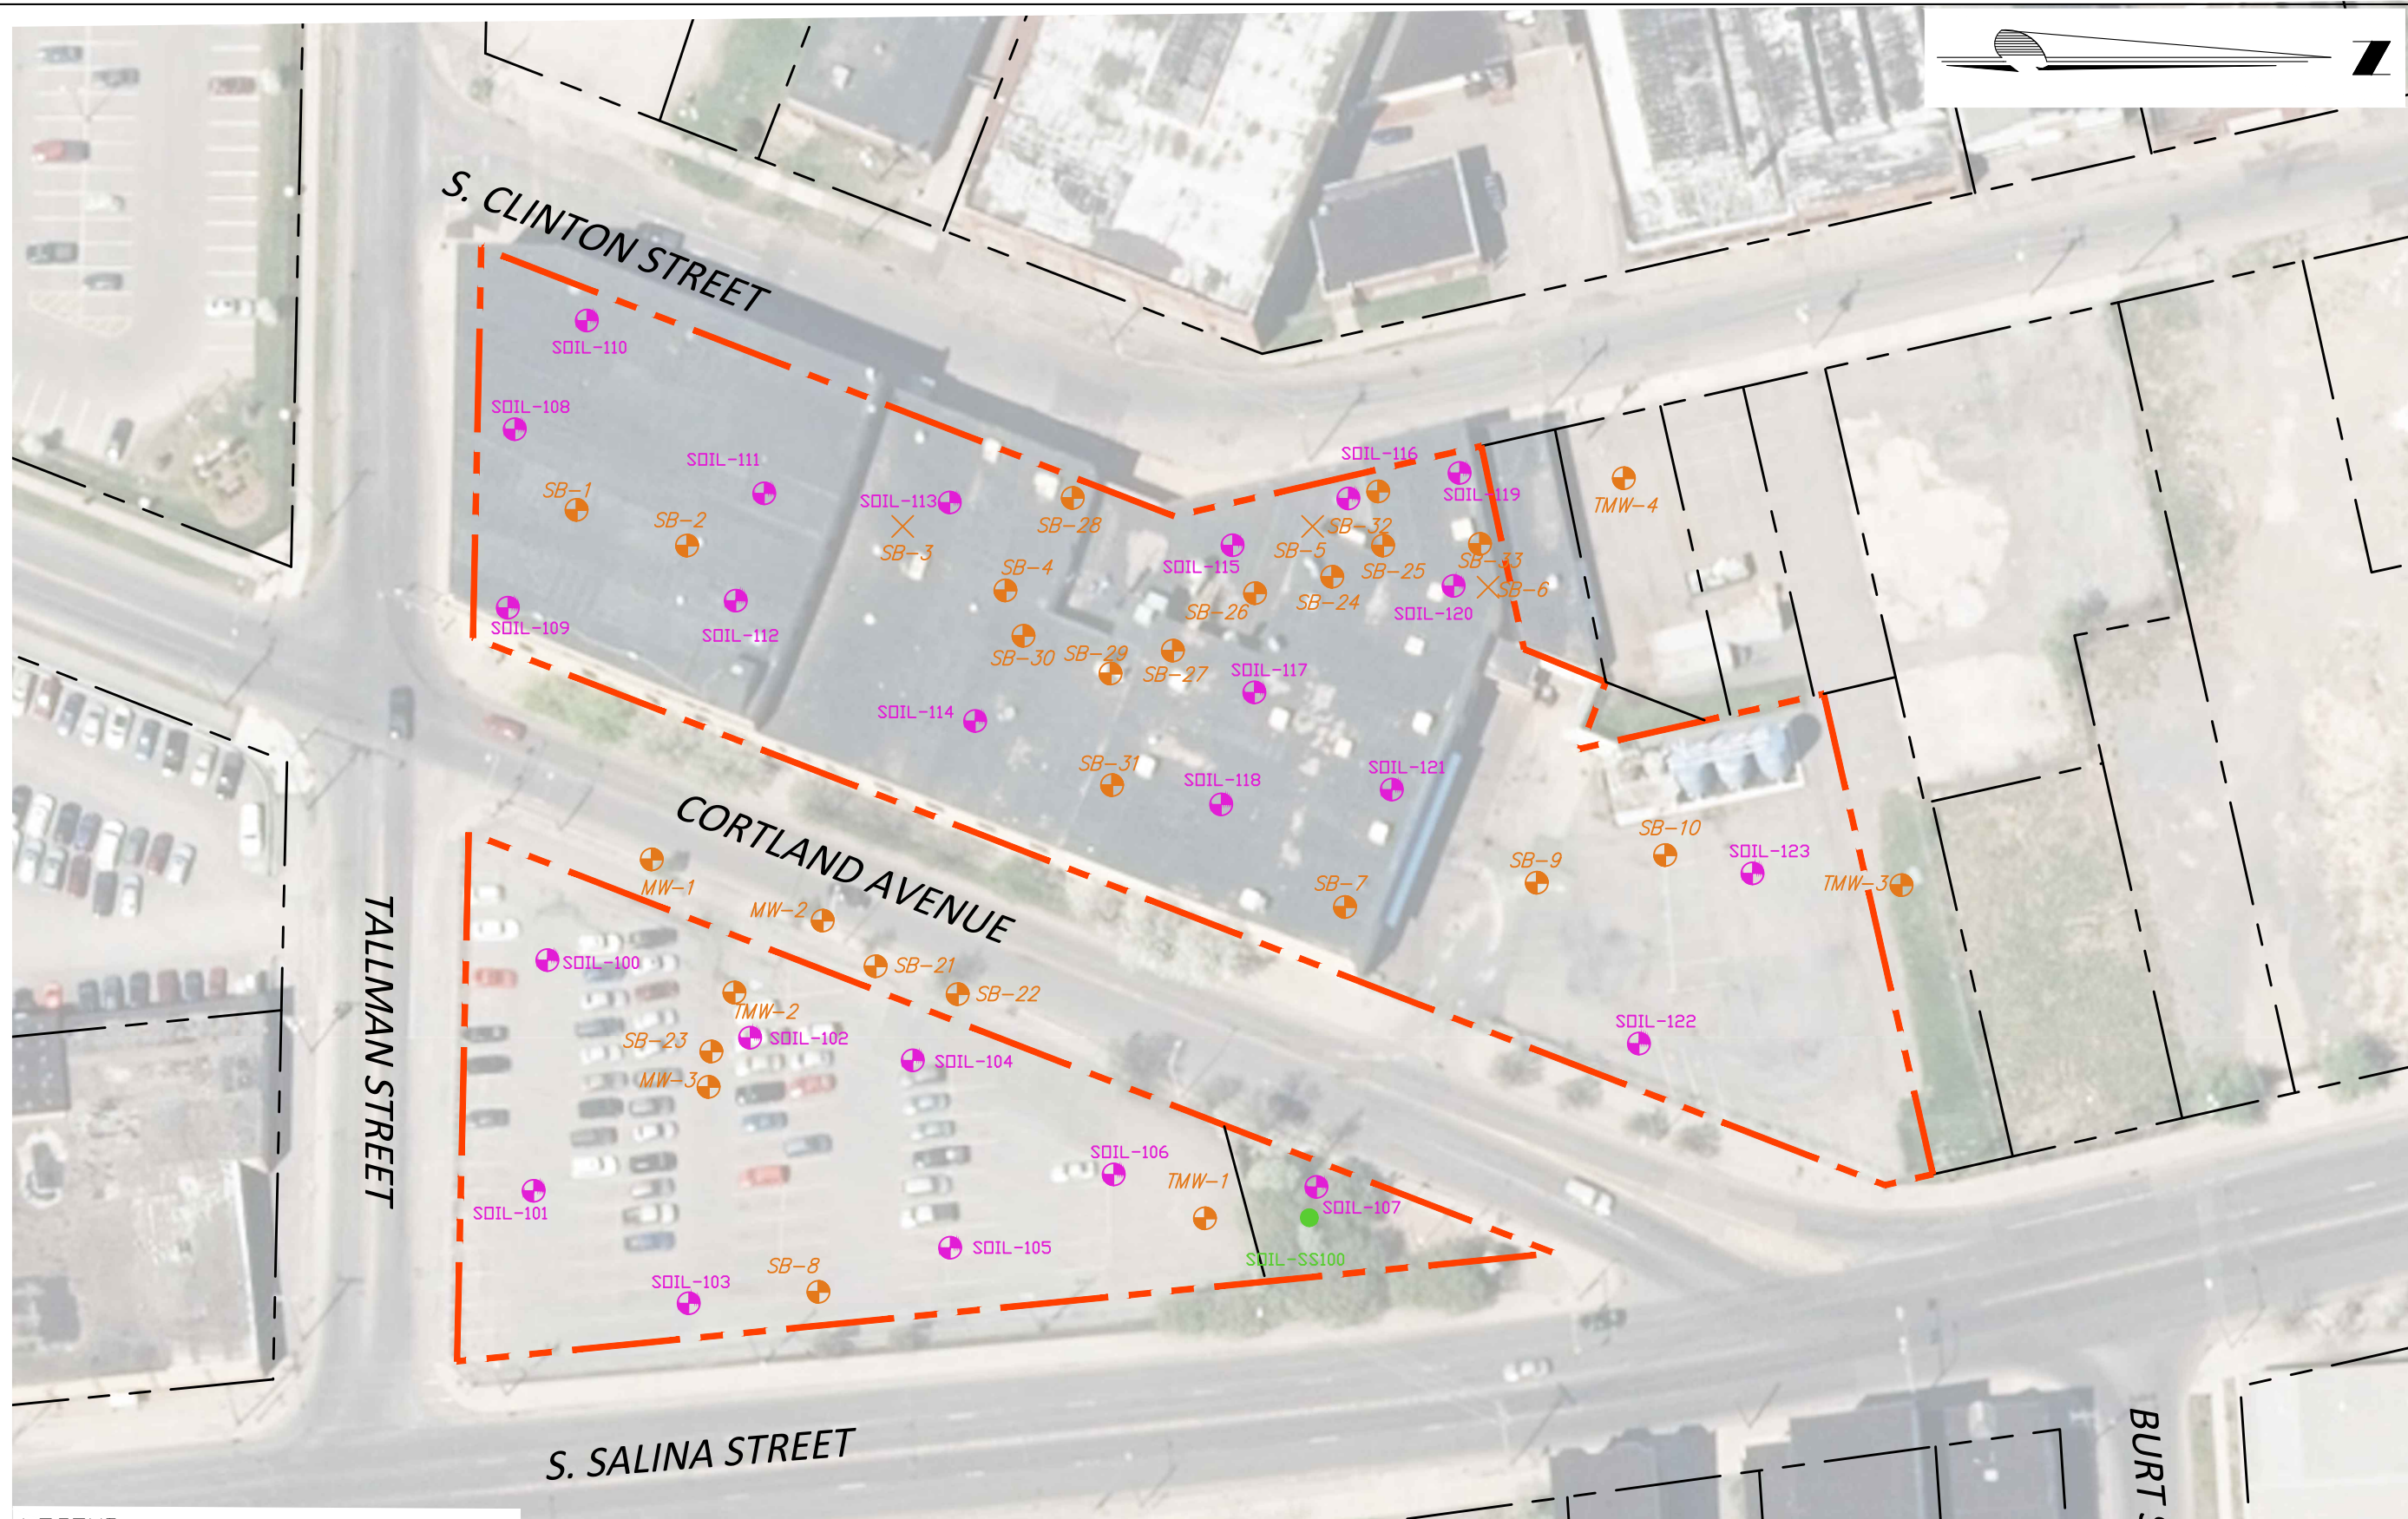 Z
S. CLINTON STREET
SOIL-110
SOIL-108
SOIL-111
SOIL-116
SB-1
SOIL-113
SOIL-119
TMW-4
SB-2
SB-28
SB-32
SB-3
SB-5
SB-33
SB-4
SOIL-115
SB-25
SB-6
SB-24
SB-26
SOIL-120
SOIL-109
SOIL-112
SB-30
SB-29
SB-27
SOIL-117
SOIL-114
SB-31
SOIL-118
SOIL-121
CORTLAND AVENUE
SB-10
SOIL-123
SB-9
MW-1
SB-7
TMW-3
MW-2
TALLMAN STREET
SOIL-100
SB-21
SB-22
TMW-2
SOIL-122
SB-23
SOIL-102
SOIL-104
MW-3
SOIL-106
TMW-1
SOIL-101
SOIL-107
SOIL-105
SOIL-SS100
SB-8
SOIL-103
S. SALINA STREET
BURT